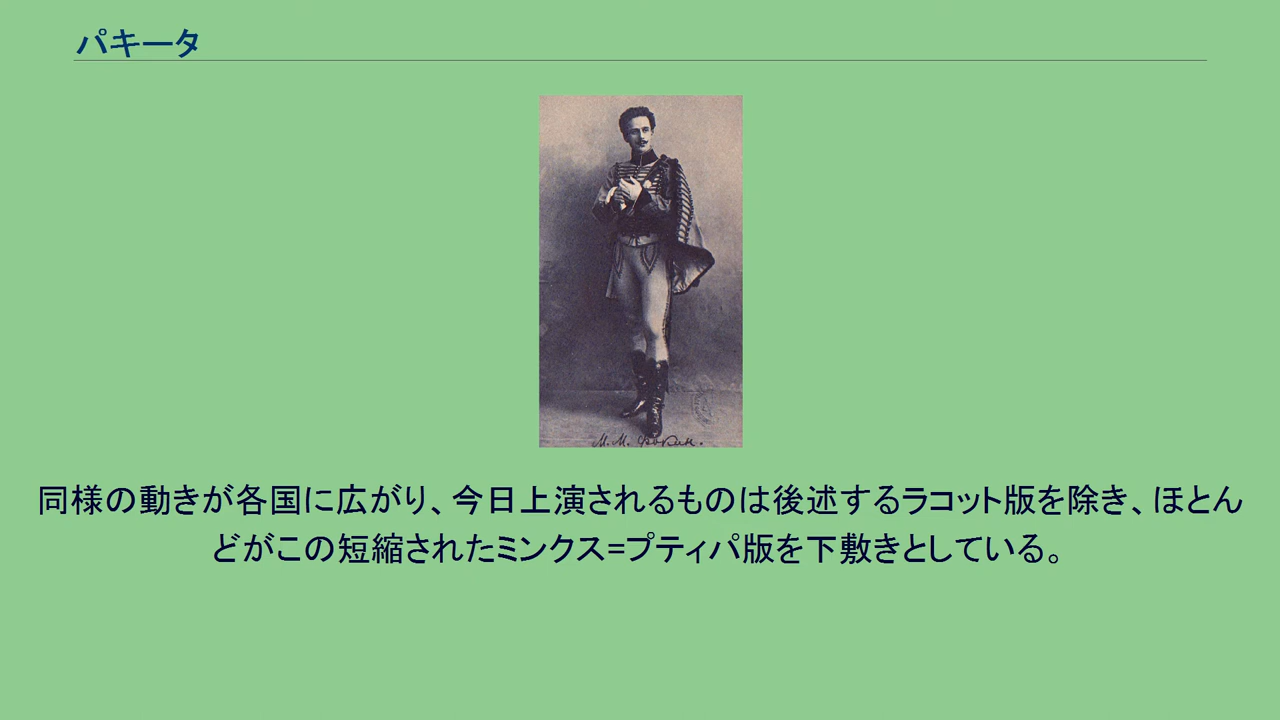 パキータ
М. М. Фокин.
同様の動きが各国に広がり、今日上演されるものは後述するラコット版を除き、ほとん
どがこの短縮されたミンクス=プティパ版を下敷きとしている。